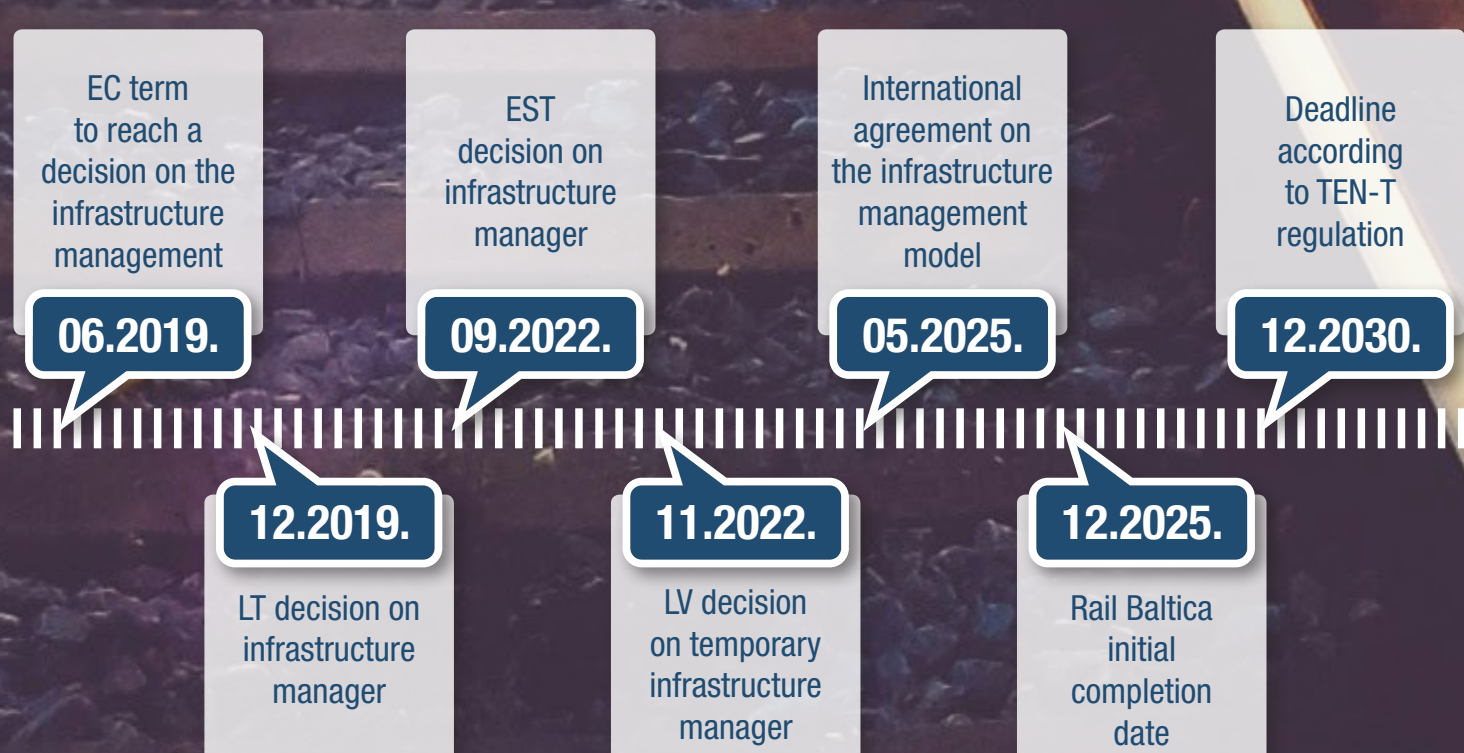 EC term
to reach a
decision on the
infrastructure
management
06.2019.
EST
decision on
infrastructure
manager
09.2022.
International
agreement on
the infrastructure
management
model
05.2025.
Deadline
according
to TEN-T
regulation
12.2030.
12.2019.
LT decision on
infrastructure
manager
11.2022.
LV decision
on temporary
infrastructure
manager
12.2025.
Rail Baltica
initial
completion
date